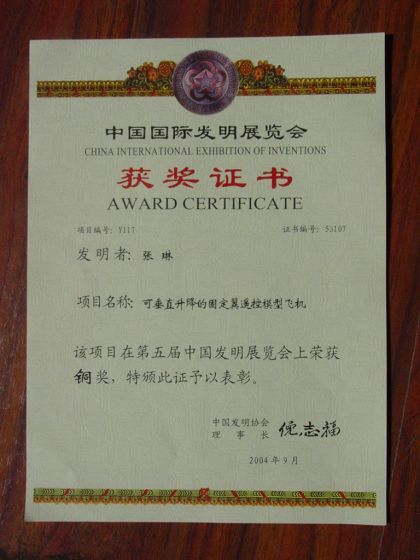 中国国际发明展览会
CHINA INTERNATIONAL EXHIBITION OF INVENTIONS
获奖证书
AWARD CERTIFICATE
项目编号：Y117 证书编号：53107
发明者：张琳
项目名称：可垂直升降的固定翼遥控模型飞机
该项目在第五届中国发明展览会上荣获
铜奖，特颁此证予以表彰。
中国发明协会
理事长 倪志福
2004年9月